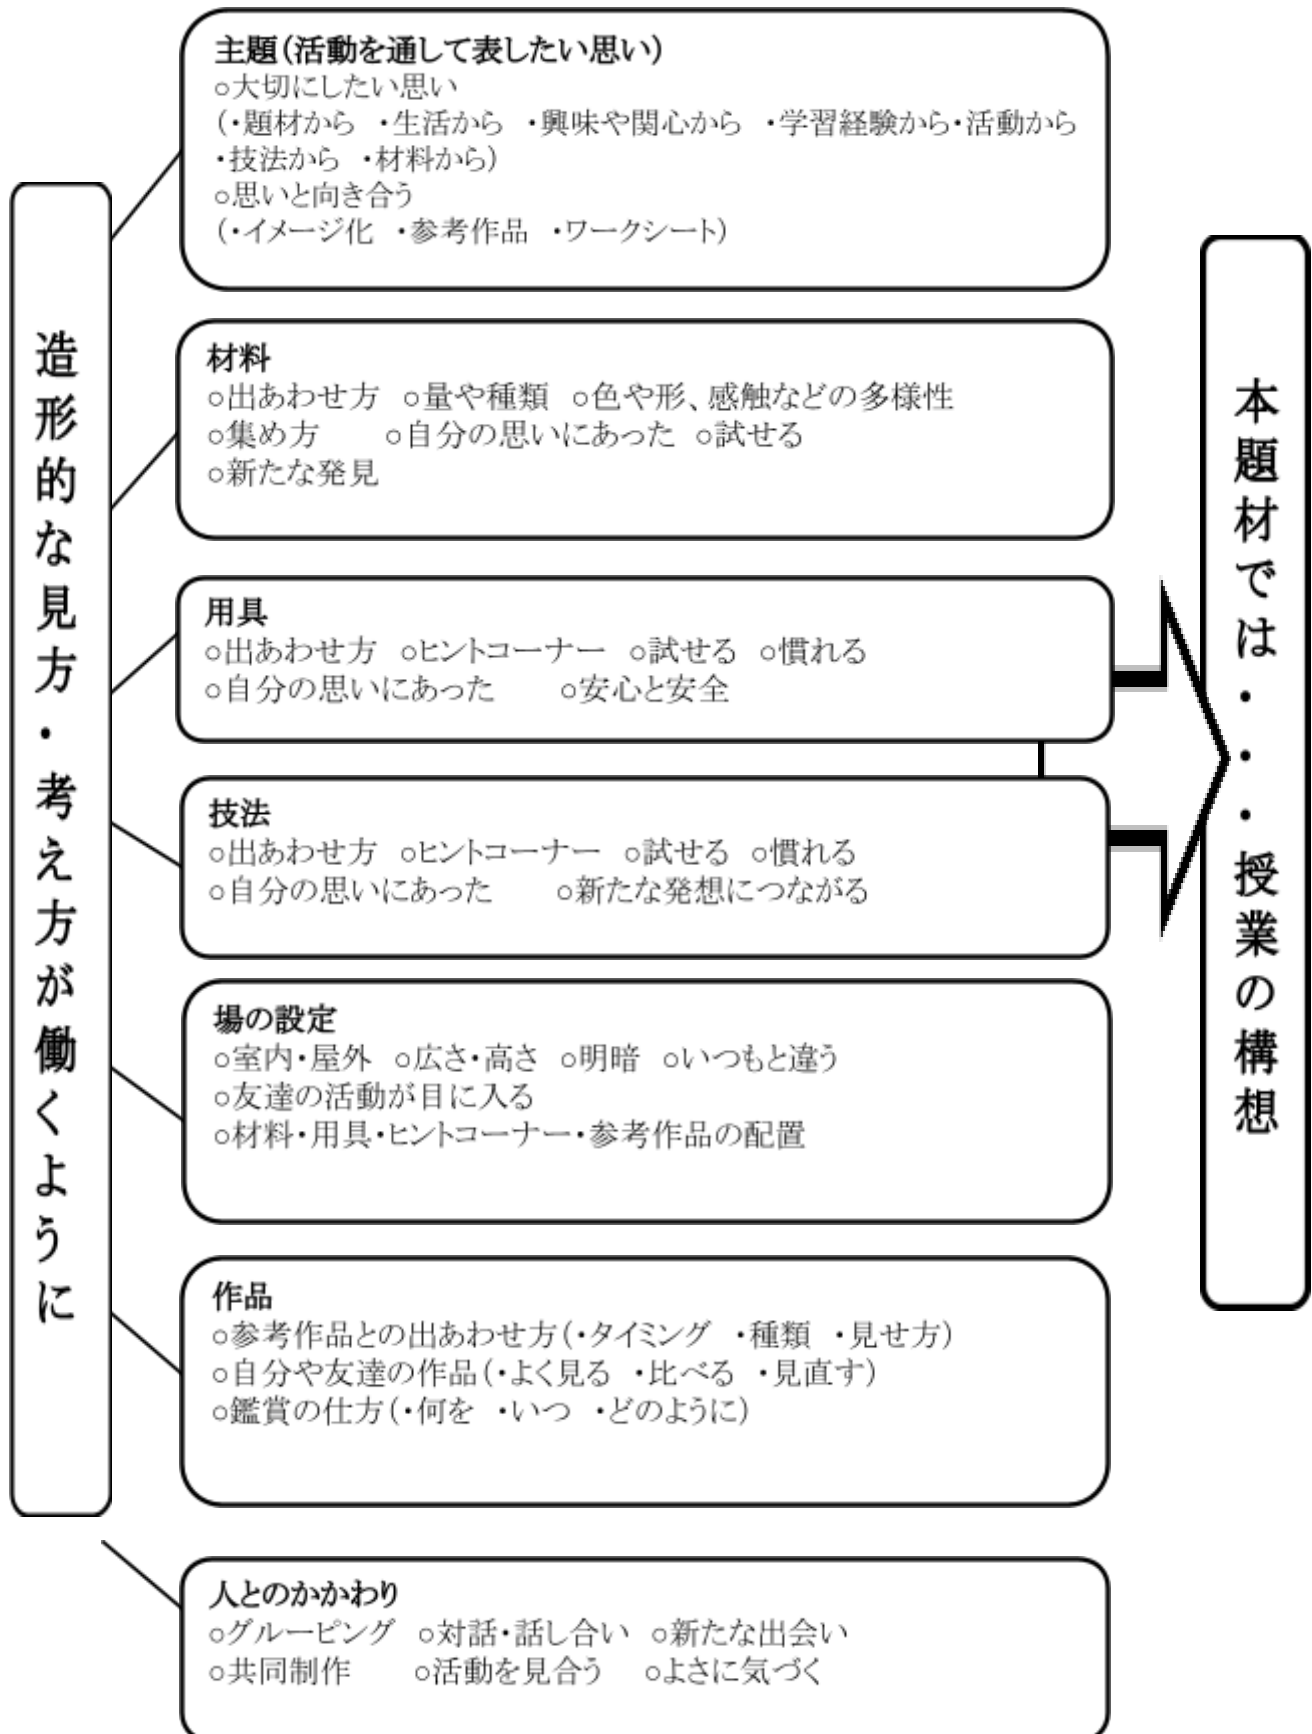 造形的な見方・考え方が働くように
主題(活動を通して表したい思い)
○大切にしたい思い
(・題材から ・生活から ・興味や関心から ・学習経験から・活動から
・技法から ・材料から)
○思いと向き合う
(・イメージ化 ・参考作品 ・ワークシート)
材料
○出あわせ方 ○量や種類 ○色や形、感触などの多様性
○集め方 ○自分の思いにあった ○試せる
○新たな発見
用具
○出あわせ方 ○ヒントコーナー ○試せる ○慣れる
○自分の思いにあった ○安心と安全
技法
○出あわせ方 ○ヒントコーナー ○試せる ○慣れる
○自分の思いにあった ○新たな発想につながる
場の設定
○室内・屋外 ○広さ・高さ ○明暗 ○いつもと違う
○友達の活動が目に入る
○材料・用具・ヒントコーナー・参考作品の配置
作品
○参考作品との出あわせ方(・タイミング ・種類 ・見せ方)
○自分や友達の作品(・よく見る ・比べる ・見直す)
○鑑賞の仕方(・何を ・いつ ・どのように)
人とのかかわり
○グルーピング ○対話・話し合い ○新たな出会い
○共同制作 ○活動を見合う ○よさに気づく
本題材では・・・授業の構想